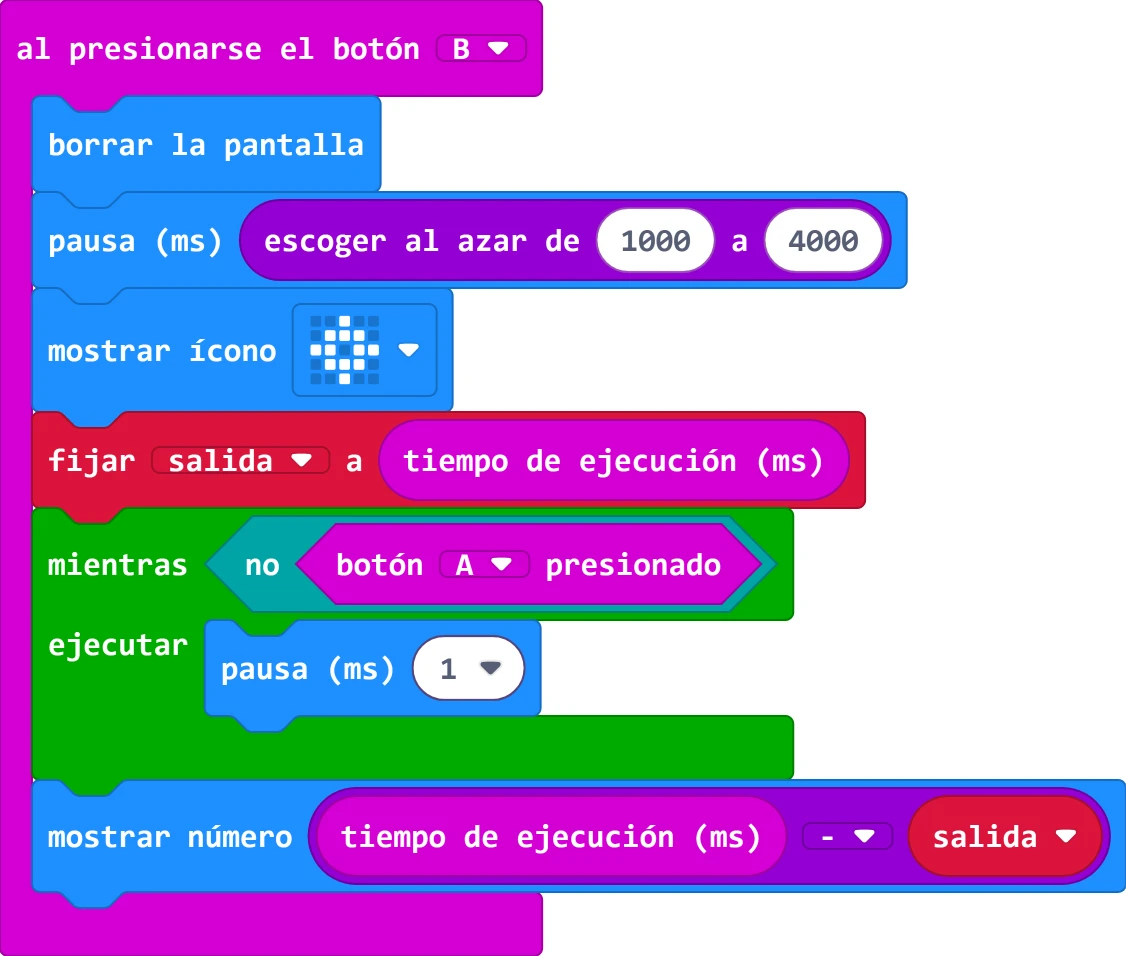 al presionarse el botón B
borrar la pantalla
pausa (ms) escoger al azar de 1000 a 4000
mostrar ícono
fijar salida a tiempo de ejecución (ms)
mientras no botón A presionado
ejecutar pausa (ms) 1
mostrar número tiempo de ejecución (ms) - salida